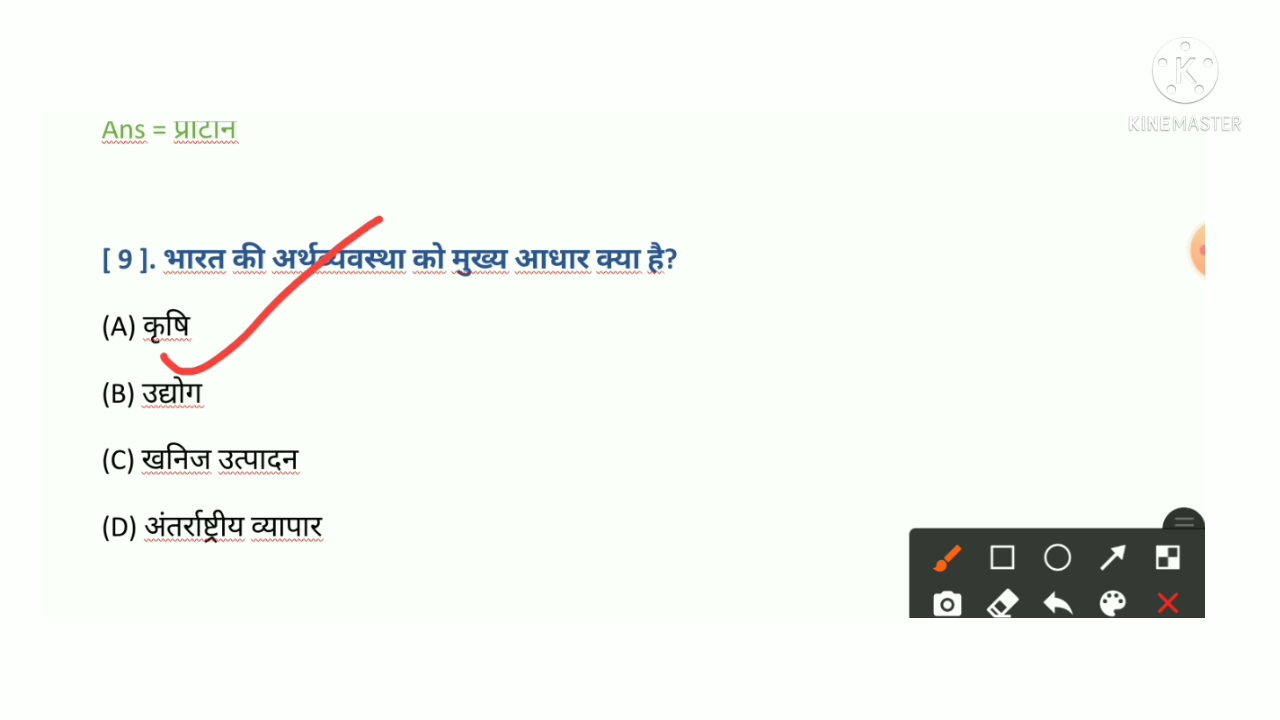 KINEMASTER
Ans = प्राटान
[ 9 ]. भारत की अर्थव्यवस्था को मुख्य आधार क्या है?
(A) कृषि
(B) उद्योग
(C) खनिज उत्पादन
(D) अंतर्राष्ट्रीय व्यापार